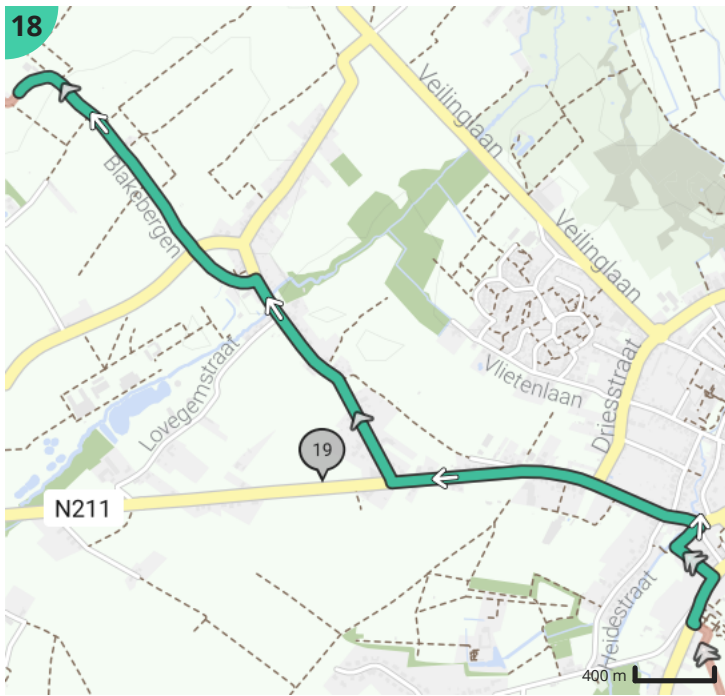 18
Veilinglaan
Blakebergen
Veilinglaan
Lovegemstraat
Vlietenlaan
Driesstraat
19
N211
Heidestraat
400 m